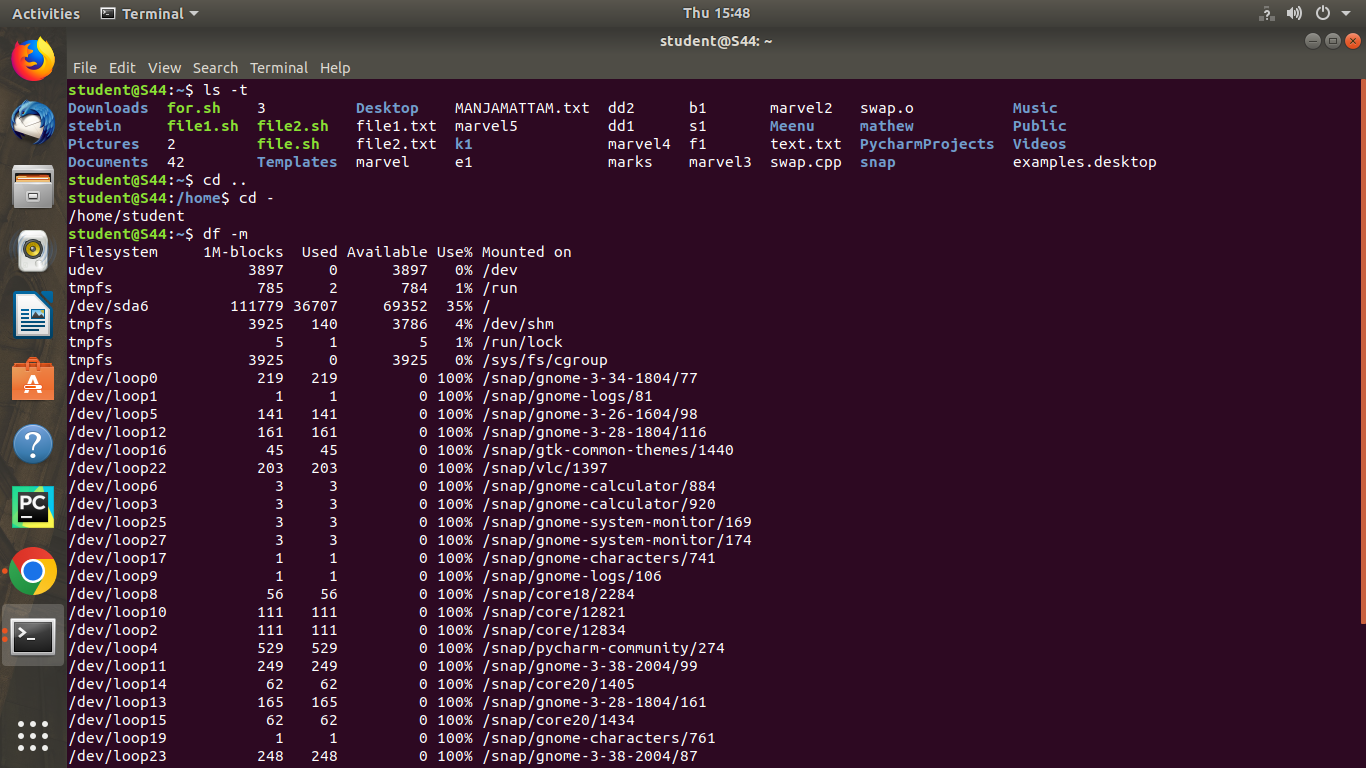 Activities Terminal Thu 15:48
student@S44: ~
File Edit View Search Terminal Help
student@S44:~$ ls -t
Downloads for.sh 3 Desktop MANJAMATTAM.txt dd2 b1 marvel2 swap.o Music
stebin file1.sh file2.sh file1.txt marvel5 dd1 s1 Meenu mathew Public
Pictures 2 file.sh file2.txt k1 marvel4 f1 text.txt PycharmProjects Videos
Documents 42 Templates marvel e1 marks marvel3 swap.cpp snap examples.desktop
student@S44:~$ cd ..
student@S44:/home$ cd -
/home/student
student@S44:~$ df -m
Filesystem 1M-blocks Used Available Use% Mounted on
udev 3897 0 3897 0% /dev
tmpfs 785 2 784 1% /run
/dev/sda6 111779 36707 69352 35% /
tmpfs 3925 140 3786 4% /dev/shm
tmpfs 5 1 5 1% /run/lock
tmpfs 3925 0 3925 0% /sys/fs/cgroup
/dev/loop0 219 219 0 100% /snap/gnome-3-34-1804/77
/dev/loop1 1 1 0 100% /snap/gnome-logs/81
/dev/loop5 141 141 0 100% /snap/gnome-3-26-1604/98
/dev/loop12 161 161 0 100% /snap/gnome-3-28-1804/116
/dev/loop16 45 45 0 100% /snap/gtk-common-themes/1440
/dev/loop22 203 203 0 100% /snap/vlc/1397
/dev/loop6 3 3 0 100% /snap/gnome-calculator/884
/dev/loop3 3 3 0 100% /snap/gnome-calculator/920
/dev/loop25 3 3 0 100% /snap/gnome-system-monitor/169
/dev/loop27 3 3 0 100% /snap/gnome-system-monitor/174
/dev/loop17 1 1 0 100% /snap/gnome-characters/741
/dev/loop9 1 1 0 100% /snap/gnome-logs/106
/dev/loop8 56 56 0 100% /snap/core18/2284
/dev/loop10 111 111 0 100% /snap/core/12821
/dev/loop2 111 111 0 100% /snap/core/12834
/dev/loop4 529 529 0 100% /snap/pycharm-community/274
/dev/loop11 249 249 0 100% /snap/gnome-3-38-2004/99
/dev/loop14 62 62 0 100% /snap/core20/1405
/dev/loop13 165 165 0 100% /snap/gnome-3-28-1804/161
/dev/loop15 62 62 0 100% /snap/core20/1434
/dev/loop19 1 1 0 100% /snap/gnome-characters/761
/dev/loop23 248 248 0 100% /snap/gnome-3-38-2004/87
PC